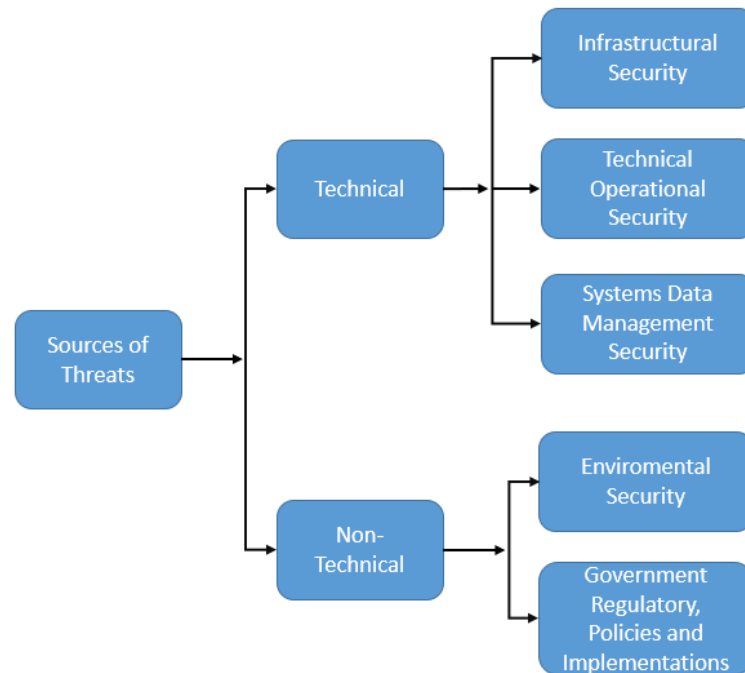 Infrastructural
Security
Technical
Technical
Operational
Security
Systems Data
Management
Security
Sources of
Threats
Enviromental
Security
Non-
Technical
Government
Regulatory,
Policies and
Implementations